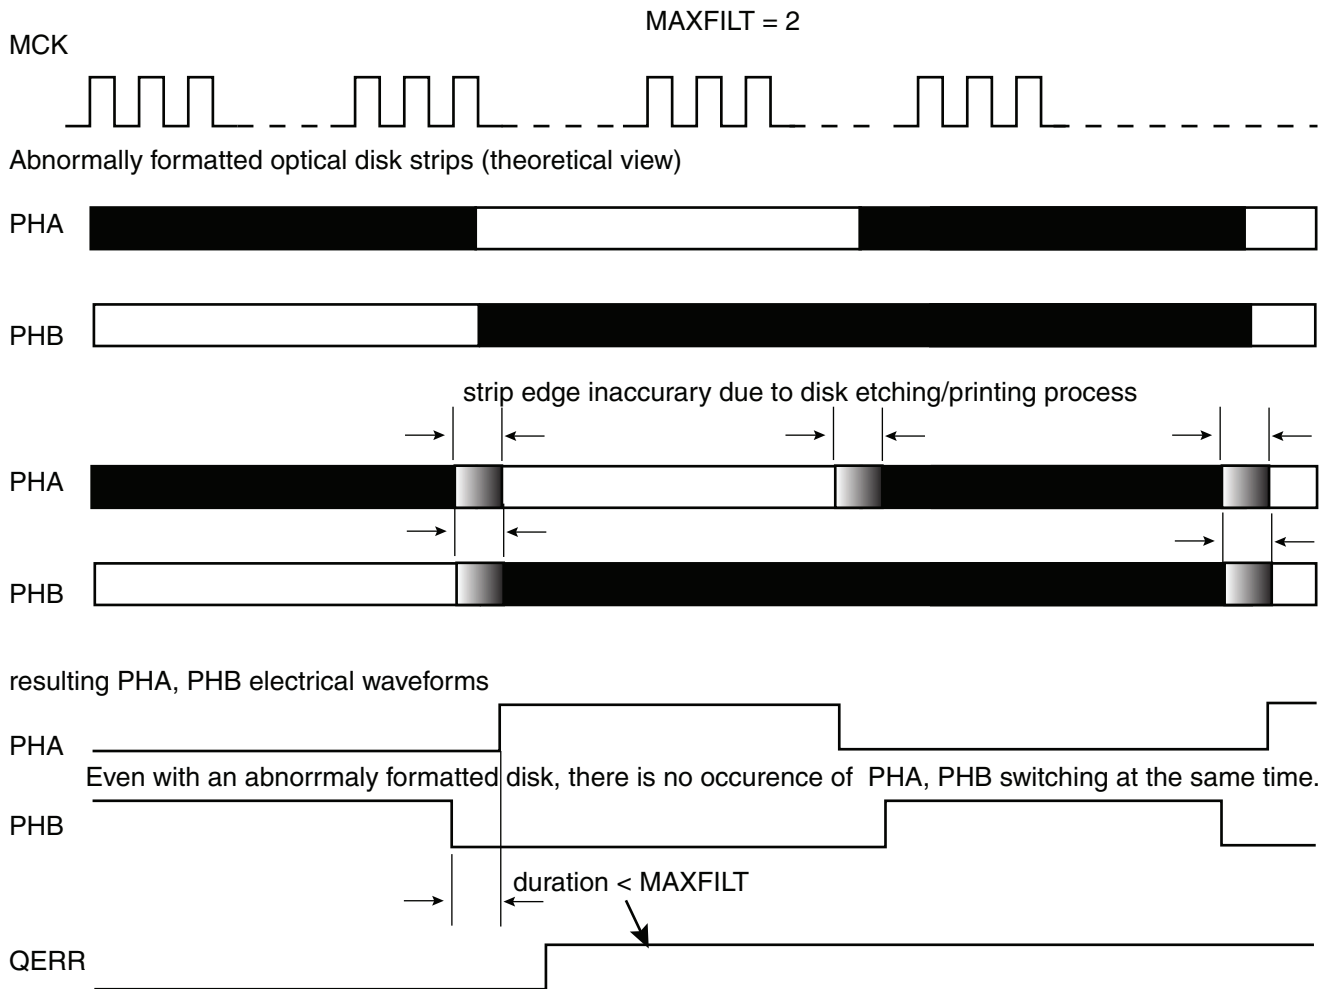 MAXFILT = 2
MCK
Abnormally formatted optical disk strips (theoretical view)
PHA
PHB
strip edge inaccurary due to disk etching/printing process
PHA
PHB
resulting PHA, PHB electrical waveforms
PHA
Even with an abnorrmaly formatted disk, there is no occurence of PHA, PHB switching at the same time.
PHB
duration < MAXFILT
QERR